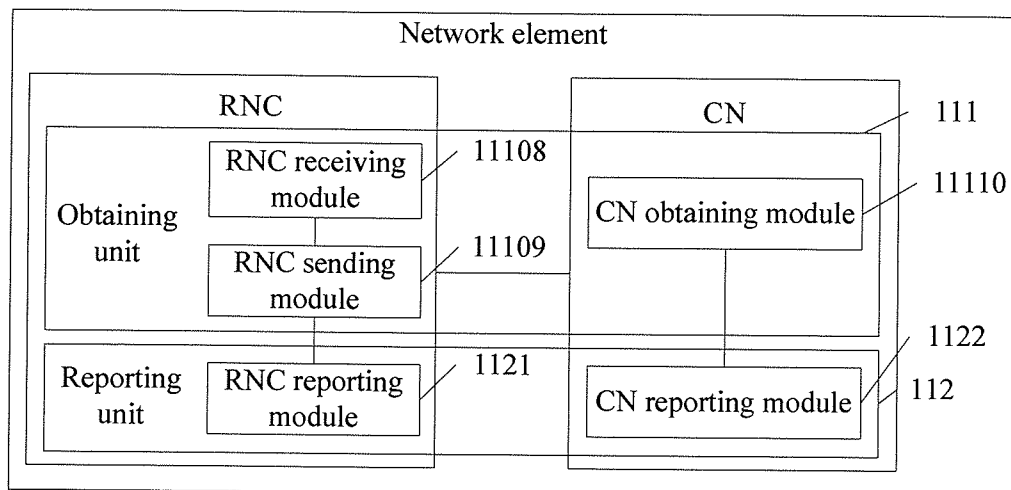 Network element
RNC
CN
111
RNC receiving
module
11108
Obtaining
unit
CN obtaining module
11110
RNC sending
module
11109
Reporting
unit
RNC reporting
module
1121
CN reporting module
1122
112